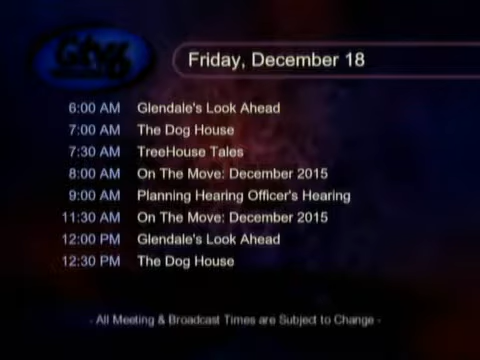 Gtv6
Friday, December 18
6:00 AM Glendale's Look Ahead
7:00 AM The Dog House
7:30 AM TreeHouse Tales
8:00 AM On The Move: December 2015
9:00 AM Planning Hearing Officer's Hearing
11:30 AM On The Move: December 2015
12:00 PM Glendale's Look Ahead
12:30 PM The Dog House
- All Meeting & Broadcast Times are Subject to Change -